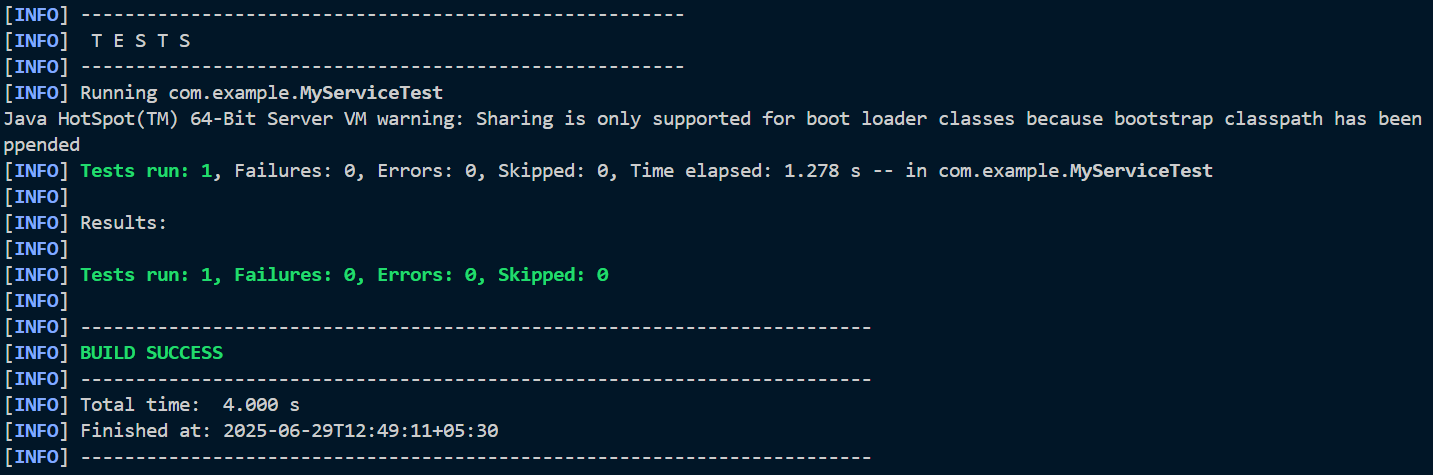 [INFO] -------------------------------------------------------
[INFO]  T E S T S
[INFO] -------------------------------------------------------
[INFO] Running com.example.MyServiceTest
Java HotSpot(TM) 64-Bit Server VM warning: Sharing is only supported for boot loader classes because bootstrap classpath has been
ppended
[INFO] Tests run: 1, Failures: 0, Errors: 0, Skipped: 0, Time elapsed: 1.278 s -- in com.example.MyServiceTest
[INFO]
[INFO] Results:
[INFO]
[INFO] Tests run: 1, Failures: 0, Errors: 0, Skipped: 0
[INFO]
[INFO] ------------------------------------------------------------------------
[INFO] BUILD SUCCESS
[INFO] ------------------------------------------------------------------------
[INFO] Total time:  4.000 s
[INFO] Finished at: 2025-06-29T12:49:11+05:30
[INFO] ------------------------------------------------------------------------